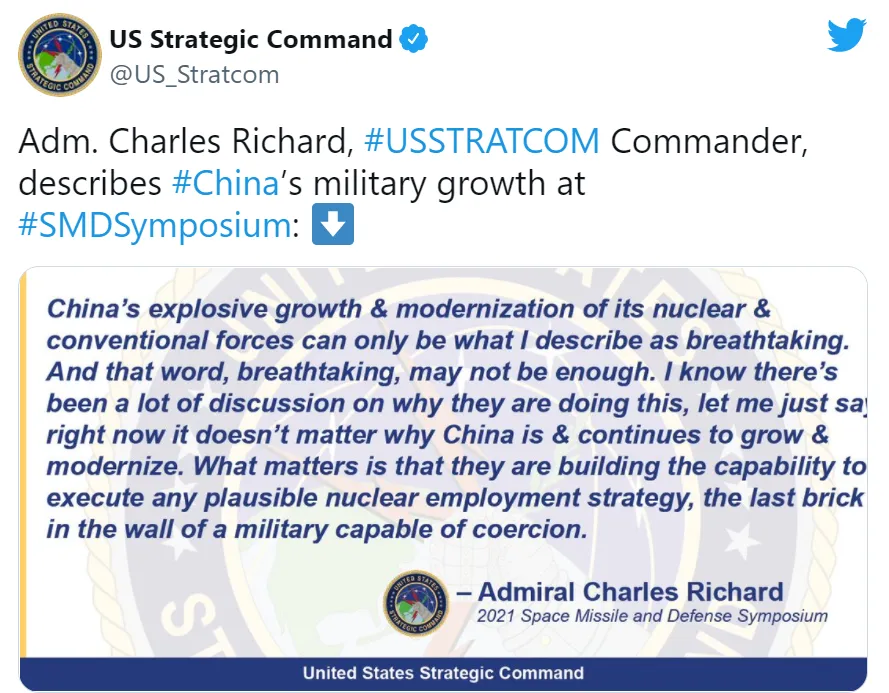 US Strategic Command
@US_Stratcom
Adm. Charles Richard, #USSTRATCOM Commander,
describes #China’s military growth at
#SMDSymposium:
China’s explosive growth & modernization of its nuclear &
conventional forces can only be what I describe as breathtaking.
And that word, breathtaking, may not be enough. I know there’s
been a lot of discussion on why they are doing this, let me just say
right now it doesn’t matter why China is & continues to grow &
modernize. What matters is that they are building the capability to
execute any plausible nuclear employment strategy, the last brick
in the wall of a military capable of coercion.
– Admiral Charles Richard
2021 Space Missile and Defense Symposium
United States Strategic Command